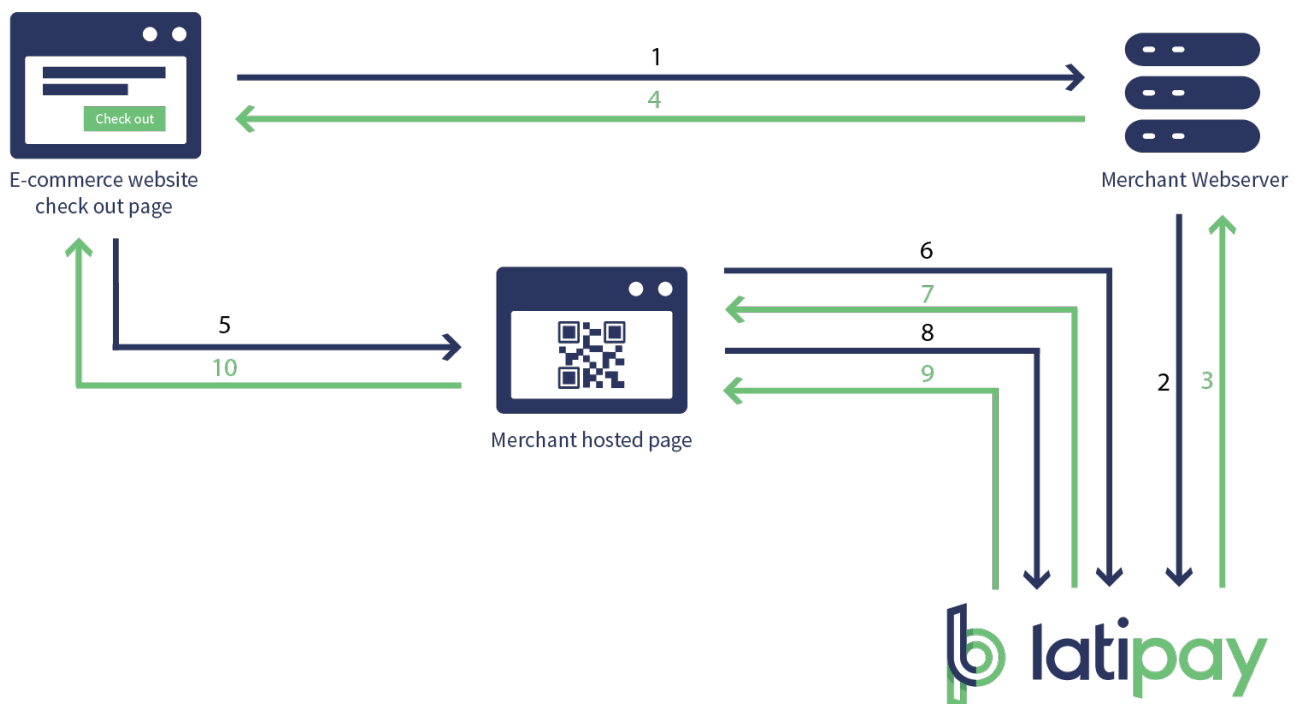 1
4
Check out
E-commerce website
check out page
Merchant Webserver
6
7
5
8
10
9
2
3
Merchant hosted page
latipay